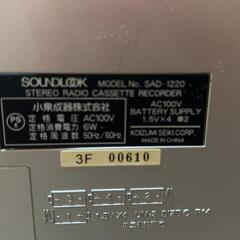 SOUNDLOOK MODEL No. SAD-1220
STEREO RADIO CASSETTE RECORDER
小泉成器株式会社
定格電圧 AC100V
定格消費電力 6W
定格周波数 50Hz/60Hz
PS
E
AC100V
BATTERY SUPPLY
1.5V×4 単2
KOIZUMI SEIKI CORP.
MADE IN CHINA
3F 00610